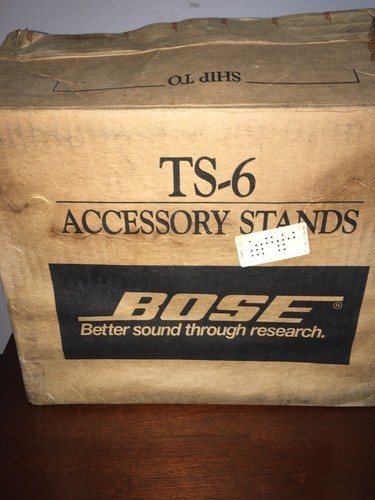 SHIP TO
TS-6
ACCESSORY STANDS
BOSE®
Better sound through research.